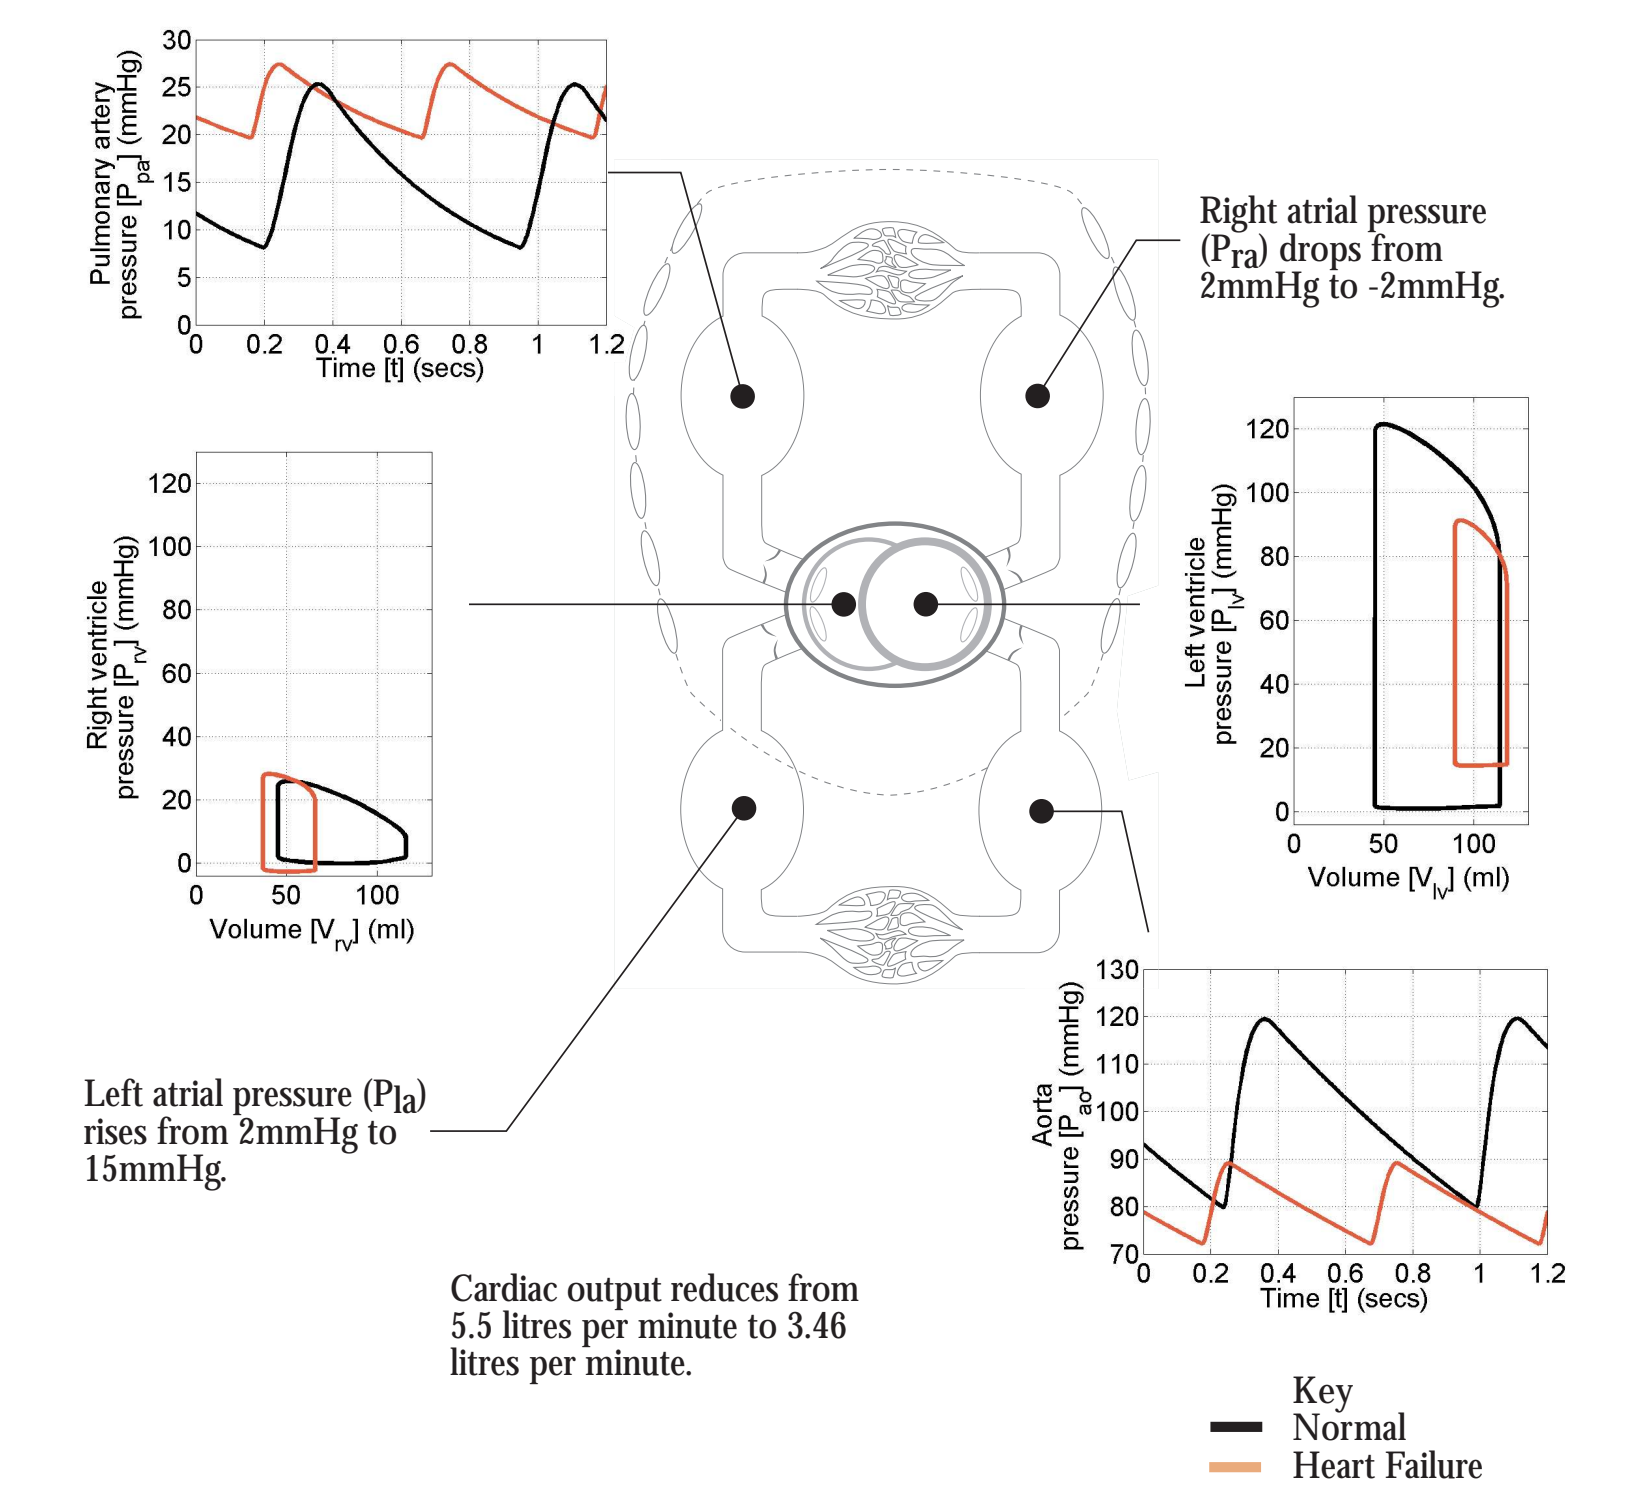 30
25
20
15
10
5
0
Pulmonary artery
pressure [Ppa] (mmHg)
0 0.2 0.4 0.6 0.8 1 1.2
Time [t] (secs)
Right atrial pressure
(Pra) drops from
2mmHg to -2mmHg.
120
100
80
60
40
20
0
Right ventricle
pressure [Prv] (mmHg)
0 50 100
Volume [Vrv] (ml)
120
100
80
60
40
20
0
Left ventricle
pressure [Plv] (mmHg)
0 50 100
Volume [Vlv] (ml)
Left atrial pressure (Pla)
rises from 2mmHg to
15mmHg.
130
120
110
100
90
80
70
Aorta
pressure [Pao] (mmHg)
0 0.2 0.4 0.6 0.8 1 1.2
Time [t] (secs)
Cardiac output reduces from
5.5 litres per minute to 3.46
litres per minute.
Key
Normal
Heart Failure